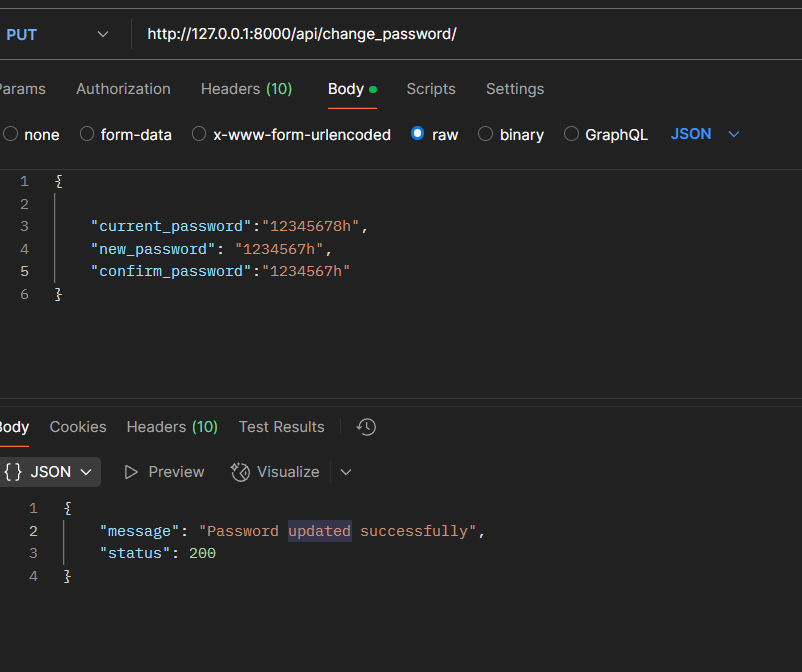 PUT http://127.0.0.1:8000/api/change_password/
Params Authorization Headers (10) Body Scripts Settings
none form-data x-www-form-urlencoded raw binary GraphQL JSON
1 {
2
3 "current_password":"12345678h",
4 "new_password": "1234567h",
5 "confirm_password":"1234567h"
6 }
Body Cookies Headers (10) Test Results
{} JSON Preview Visualize
1 {
2 "message": "Password updated successfully",
3 "status": 200
4 }